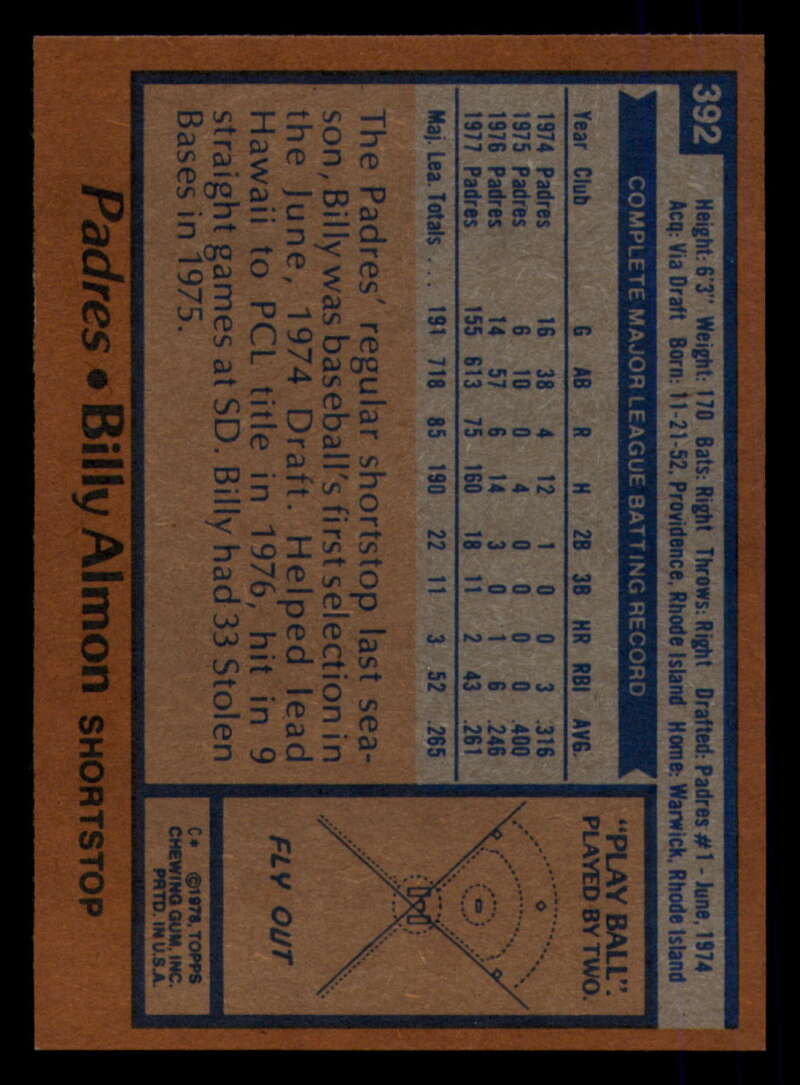 392
Height: 6'3" Weight: 170 Bats: Right Throws: Right Drafted: Padres #1 - June, 1974
Acq: Via Draft Born: 11-21-52, Providence, Rhode Island Home: Warwick, Rhode Island
COMPLETE MAJOR LEAGUE BATTING RECORD
Year Club G AB R H 2B 3B HR RBI AVG.
1974 Padres 16 38 4 12 1 0 0 3 .316
1975 Padres 6 10 0 4 0 0 0 0 .400
1976 Padres 14 57 6 14 3 0 1 6 .246
1977 Padres 155 613 75 160 18 11 2 43 .261
Maj. Lea. Totals . . . 191 718 85 190 22 11 3 52 .265
The Padres' regular shortstop last sea-
son, Billy was baseball's first selection in
the June, 1974 Draft. Helped lead
Hawaii to PCL title in 1976, hit in 9
straight games at SD. Billy had 33 Stolen
Bases in 1975.
"PLAY BALL":
PLAYED BY TWO.
FLY OUT
C* ©1978, TOPPS
CHEWING GUM, INC.
PRTD. IN U.S.A.
Padres • Billy Almon SHORTSTOP